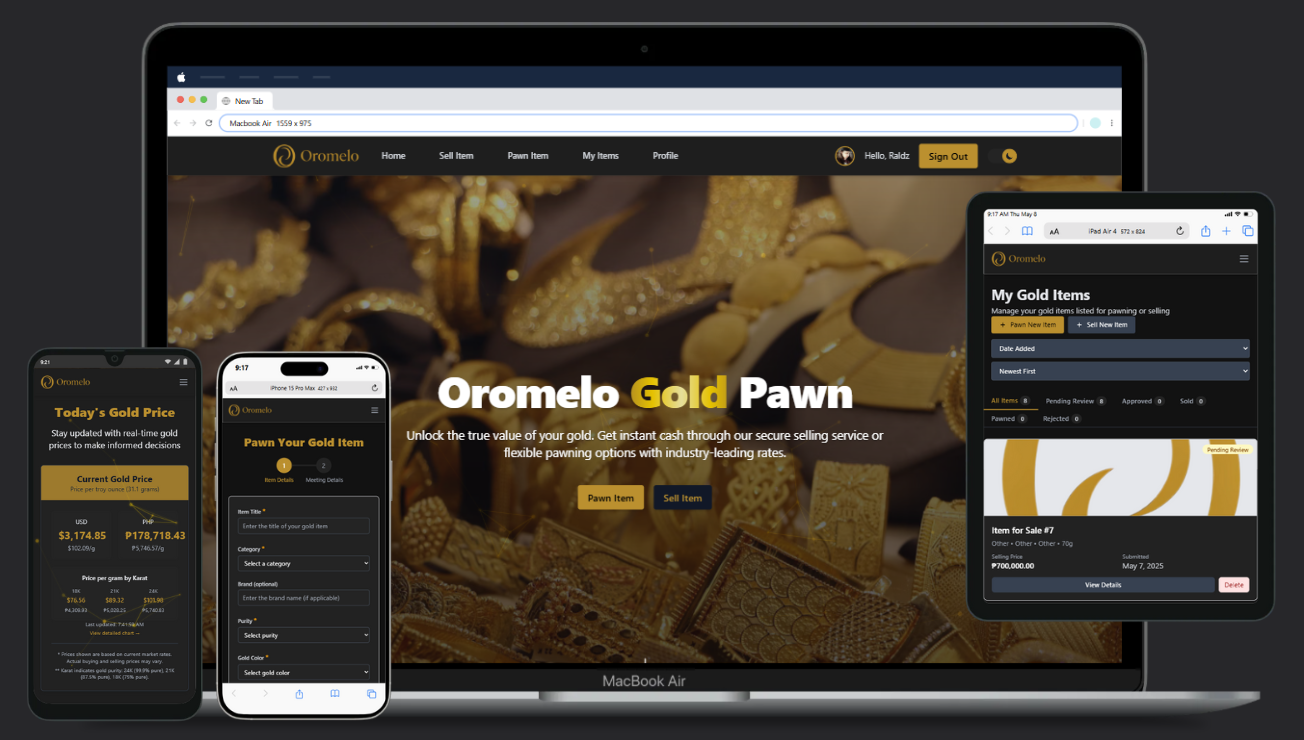 New Tab
Macbook Air 1559 x 975
Oromelo
Home
Sell Item
Pawn Item
My Items
Profile
Hello, Raldz
Sign Out
Oromelo Gold Pawn
Unlock the true value of your gold. Get instant cash through our secure selling service or
flexible pawning options with industry-leading rates.
Pawn Item
Sell Item
MacBook Air
9:21
Oromelo
Today's Gold Price
Stay updated with real-time gold
prices to make informed decisions
Current Gold Price
Price per troy ounce (31.1 grams)
USD
PHP
$3,174.85
₱178,718.43
$102.09/g
₱5,746.57/g
Price per gram by Karat
18K
21K
24K
$76.56
$89.32
₱5,740.83
Last updated:
View detailed chart →
* Prices shown are based on current market rates.
Actual buying and selling prices may vary.
** Karat indicates gold purity: 24K (99.9% pure), 21K
(87.5% pure), 18K (75% pure).
9:17
AA
iPhone 15 Pro Max 427 x 932
Oromelo
Pawn Your Gold Item
1
2
Item Details
Meeting Details
Item Title *
Enter the title of your gold item
Category *
Select a category
Brand (optional)
Enter the brand name (if applicable)
Purity *
Select purity
Gold Color *
Select gold color
9:17 AM Thu May 8
AA
iPad Air 4 572 x 824
Oromelo
My Gold Items
Manage your gold items listed for pawning or selling
+ Pawn New Item
+ Sell New Item
Date Added
Newest First
All Items 8
Pending Review 8
Approved 0
Sold 0
Pawned 0
Rejected 0
Pending Review
Item for Sale #7
Other • Other • Other • 70g
Selling Price
Submitted
₱700,000.00
May 7, 2025
View Details
Delete